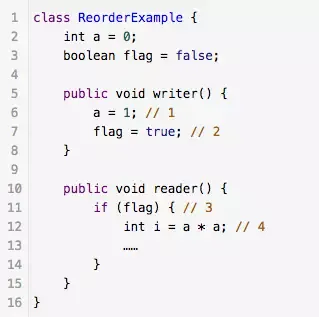 1 class ReorderExample {
2     int a = 0;
3     boolean flag = false;
4
5     public void writer() {
6         a = 1; // 1
7         flag = true; // 2
8     }
9
10     public void reader() {
11         if (flag) { // 3
12             int i = a * a; // 4
13             ……
14         }
15     }
16 }